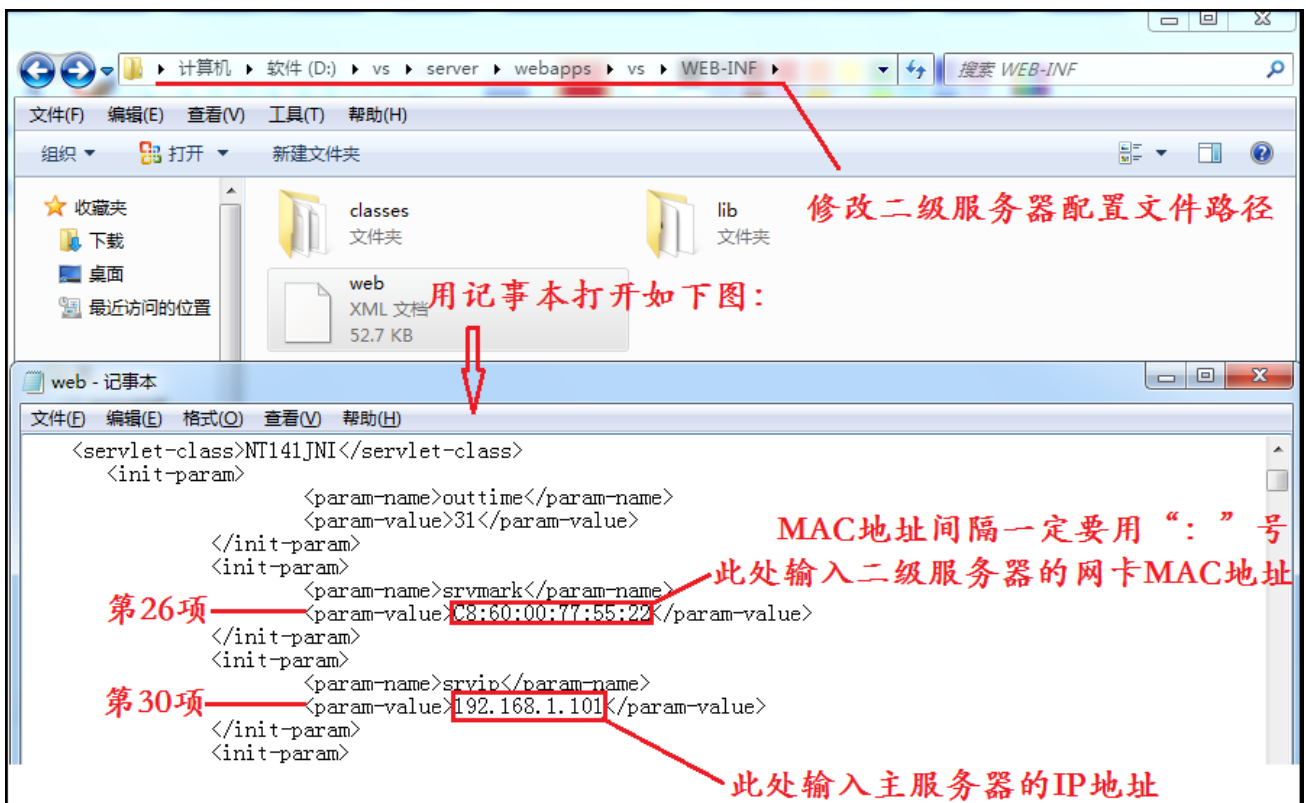 计算机 ▸ 软件 (D:) ▸ vs ▸ server ▸ webapps ▸ vs ▸ WEB-INF ▸
搜索 WEB-INF
文件(F) 编辑(E) 查看(V) 工具(T) 帮助(H)
组织 打开 新建文件夹
修改二级服务器配置文件路径
收藏夹
下载
桌面
最近访问的位置
classes
文件夹
lib
文件夹
web
XML 文档
52.7 KB
用记事本打开如下图：
web - 记事本
文件(F) 编辑(E) 格式(O) 查看(V) 帮助(H)
<servlet-class>NT141JNI</servlet-class>
<init-param>
<param-name>outtime</param-name>
<param-value>31</param-value>
</init-param>
<init-param>
<param-name>srvmark</param-name>
<param-value>C8:60:00:77:55:22</param-value>
</init-param>
<init-param>
<param-name>srvip</param-name>
<param-value>192.168.1.101</param-value>
</init-param>
<init-param>
MAC地址间隔一定要用“：”号
此处输入二级服务器的网卡MAC地址
第26项
第30项
此处输入主服务器的IP地址